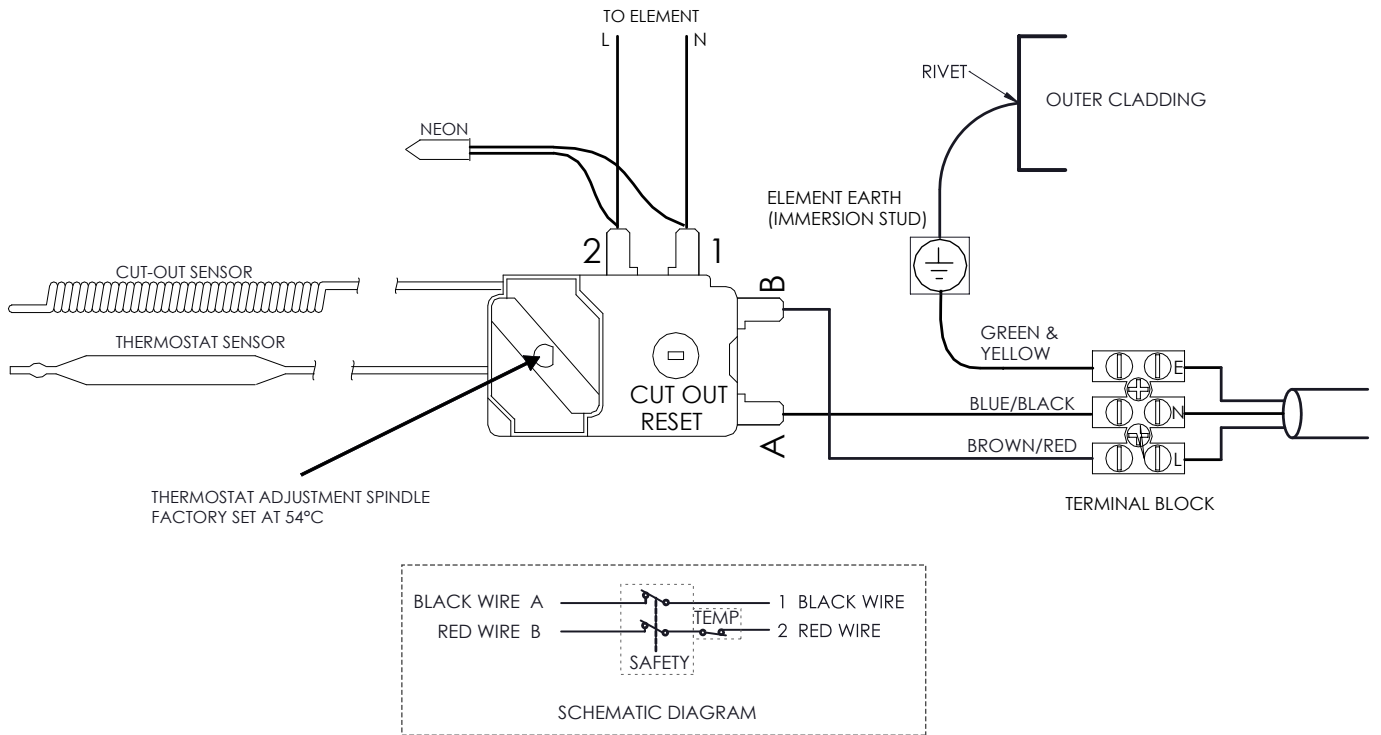 TO ELEMENT
L N
RIVET
OUTER CLADDING
NEON
ELEMENT EARTH
(IMMERSION STUD)
2 1
CUT-OUT SENSOR
B
THERMOSTAT SENSOR
GREEN &
YELLOW
E
CUT OUT
RESET
BLUE/BLACK
N
A
BROWN/RED
L
THERMOSTAT ADJUSTMENT SPINDLE
FACTORY SET AT 54°C
TERMINAL BLOCK
BLACK WIRE A
1 BLACK WIRE
TEMP
RED WIRE B
2 RED WIRE
SAFETY
SCHEMATIC DIAGRAM